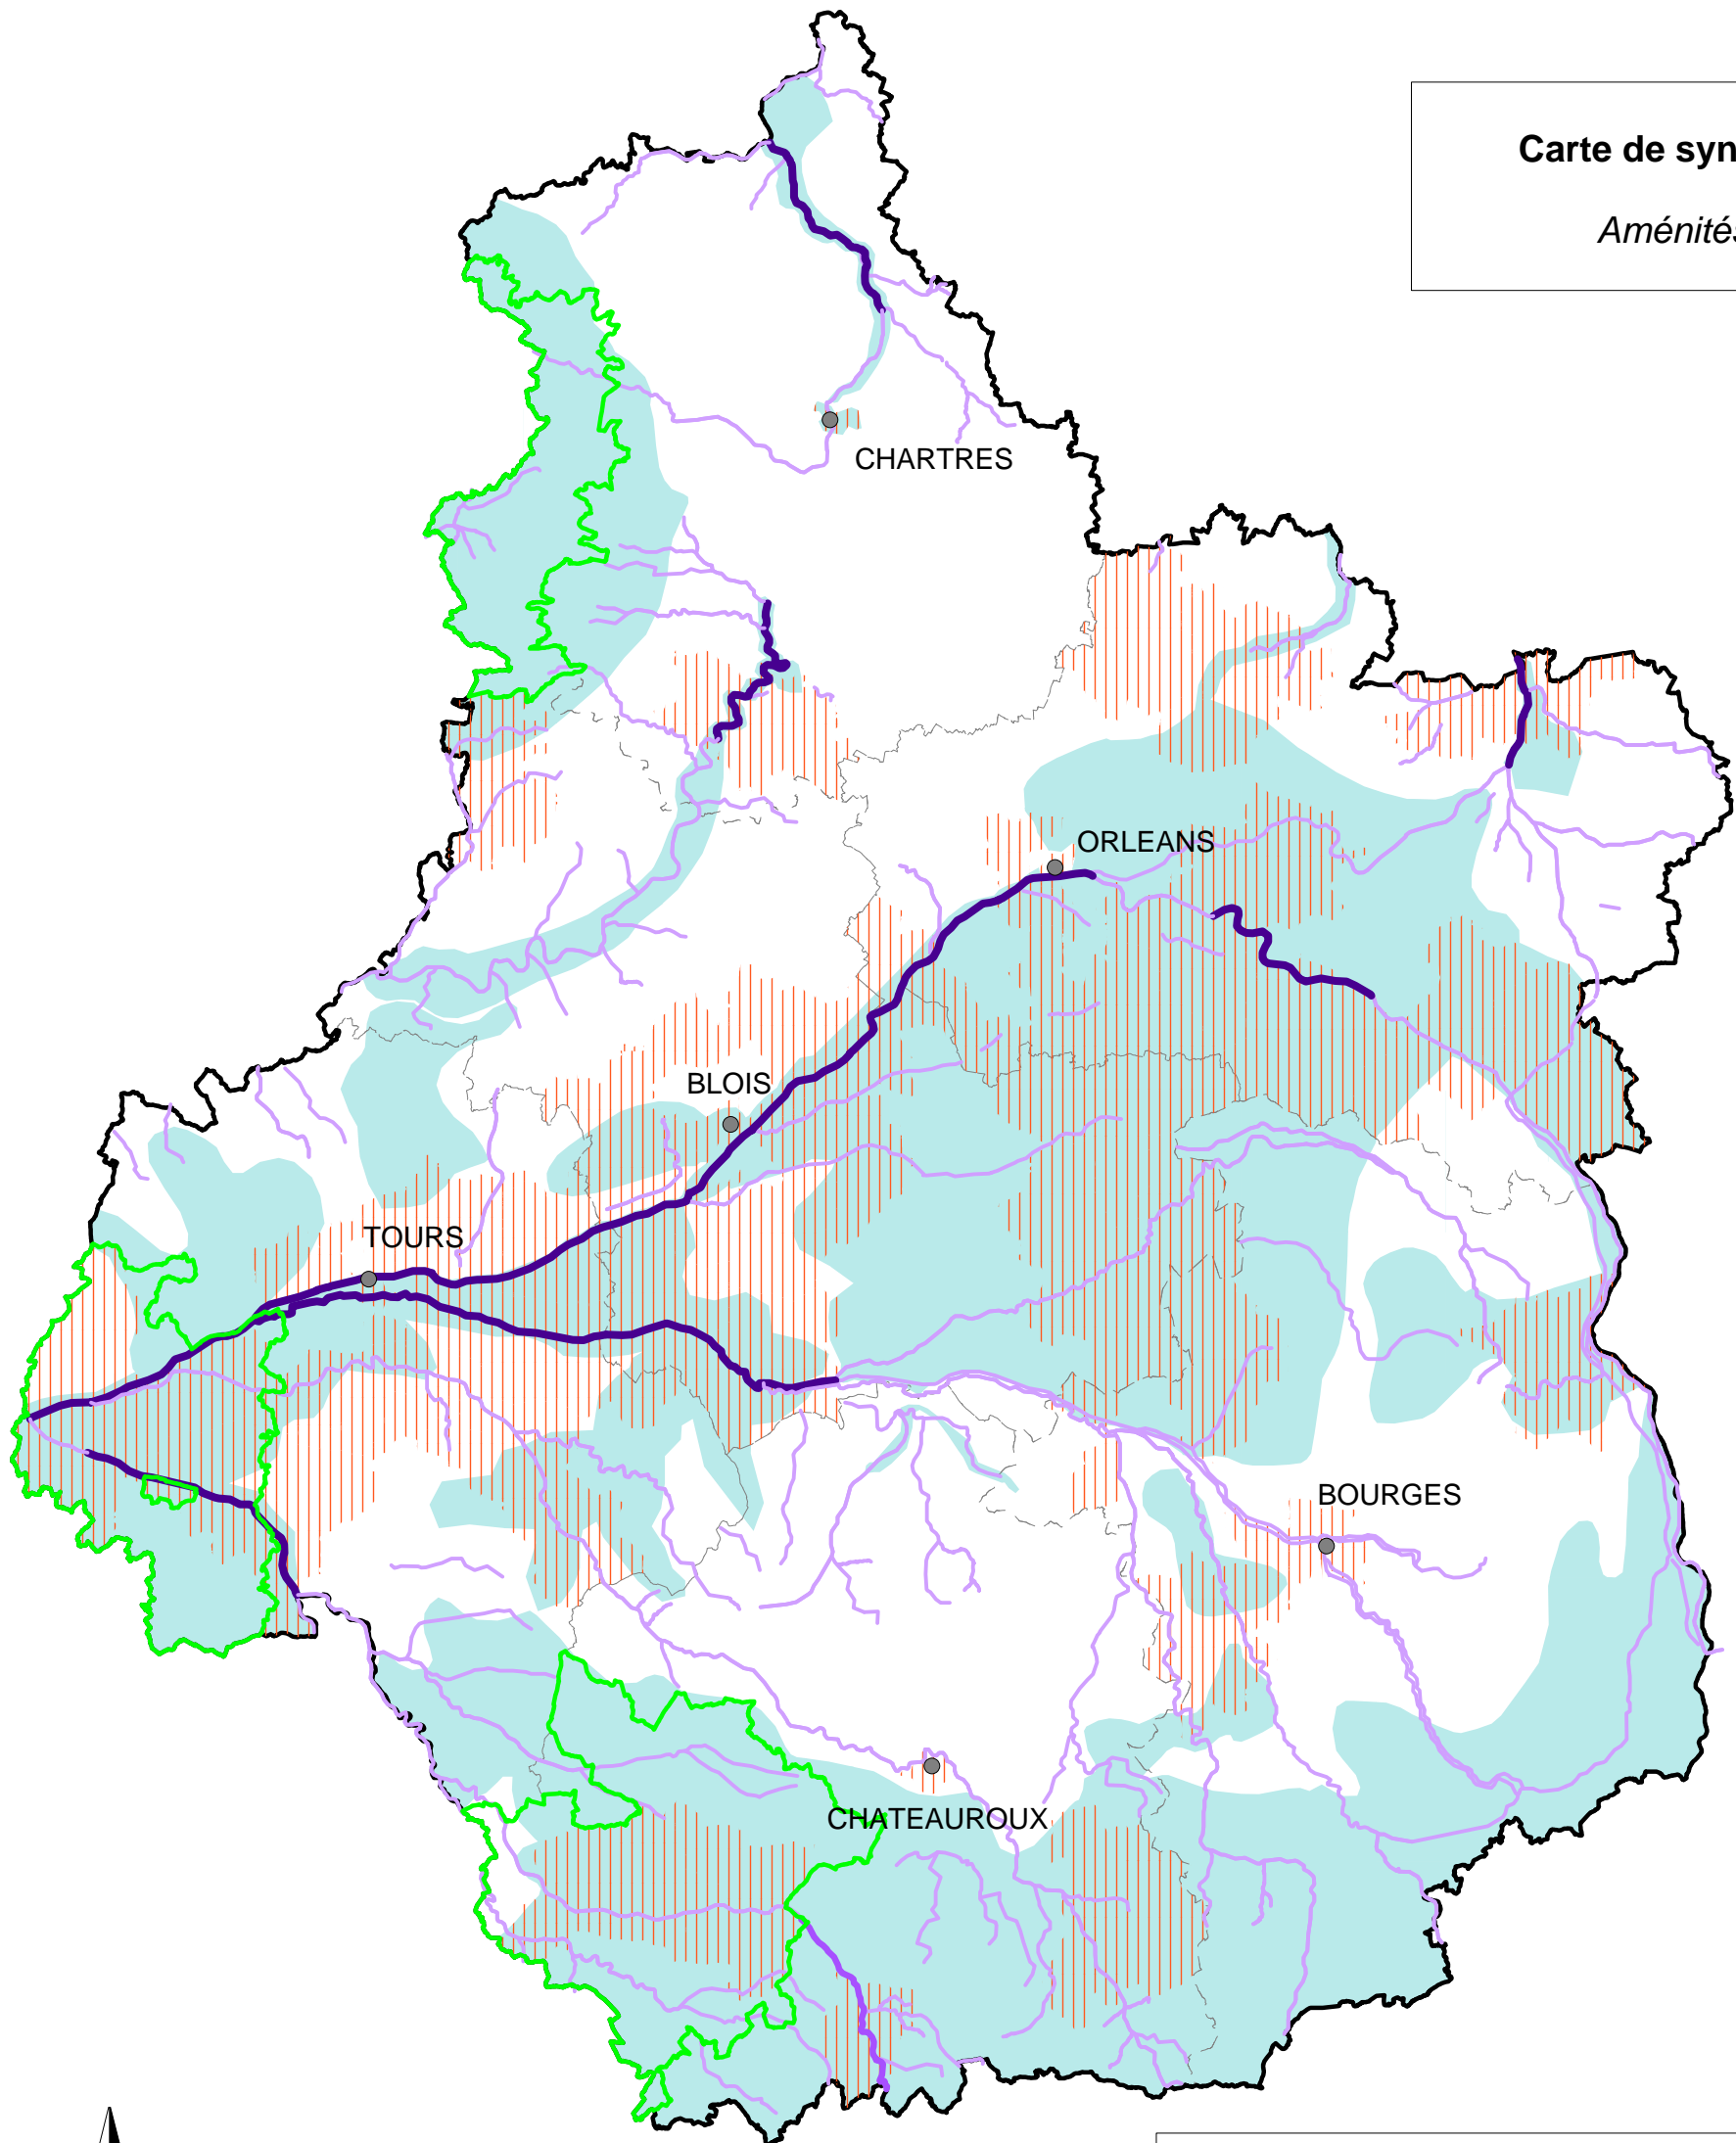 Carte de syn
Aménités
CHARTRES
ORLEANS
BLOIS
TOURS
BOURGES
CHATEAUROUX